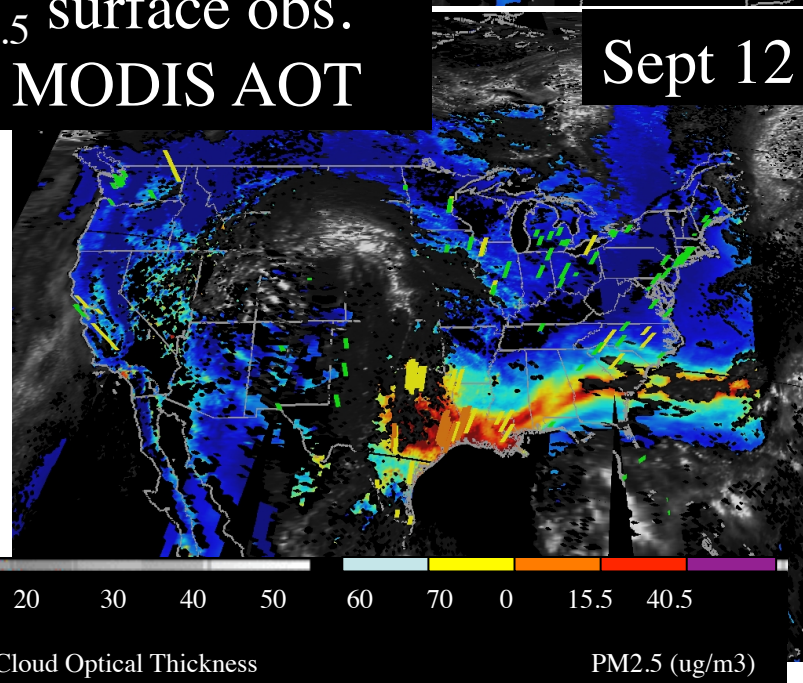 .5 surface obs.
MODIS AOT
Sept 12
20 30 40 50 60 70 0 15.5 40.5
Cloud Optical Thickness PM2.5 (ug/m3)